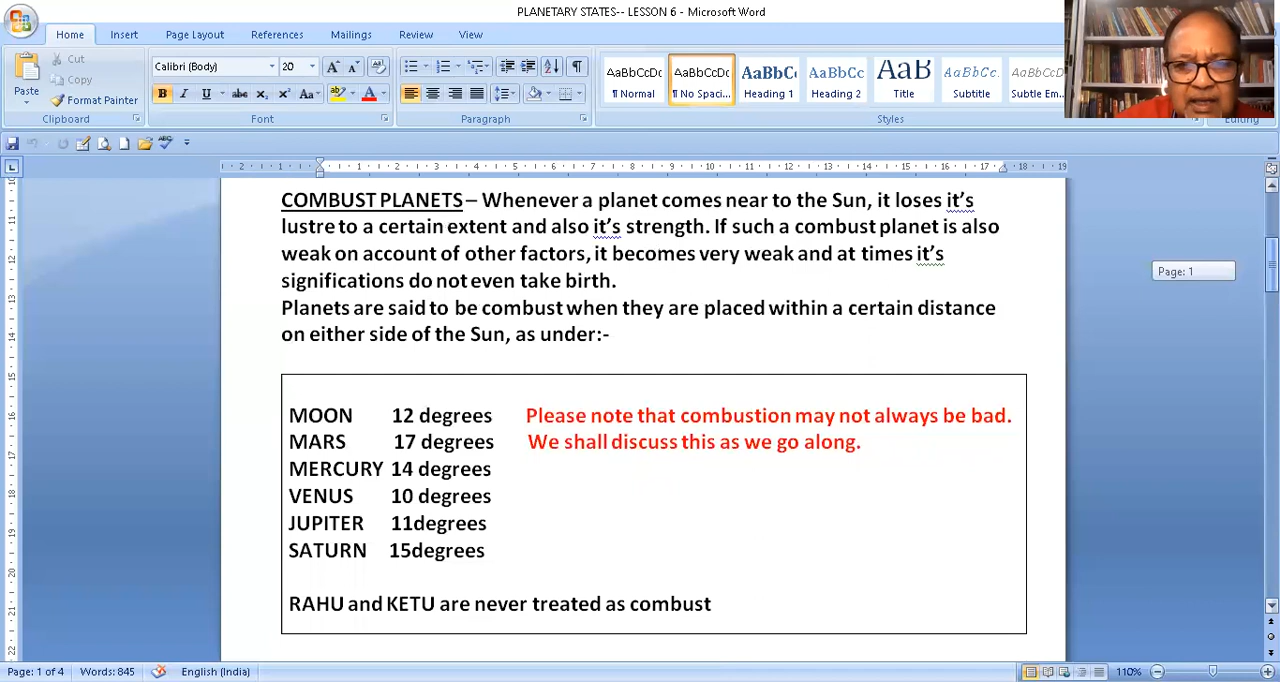 PLANETARY STATES-- LESSON 6 - Microsoft Word
Home Insert Page Layout References Mailings Review View
Cut
Copy
Paste
Format Painter
Calibri (Body) 20
AaBbCcDc AaBbCcDc AaBbCc AaBbCc AaB AaBbCc. AaBbCcDc
¶ Normal ¶ No Spaci... Heading 1 Heading 2 Title Subtitle Subtle Em...
Clipboard Font Paragraph Styles Editing
COMBUST PLANETS – Whenever a planet comes near to the Sun, it loses it's
lustre to a certain extent and also it's strength. If such a combust planet is also
weak on account of other factors, it becomes very weak and at times it's
significations do not even take birth.
Page: 1
Planets are said to be combust when they are placed within a certain distance
on either side of the Sun, as under:-
MOON 12 degrees Please note that combustion may not always be bad.
MARS 17 degrees We shall discuss this as we go along.
MERCURY 14 degrees
VENUS 10 degrees
JUPITER 11degrees
SATURN 15degrees
RAHU and KETU are never treated as combust
Page: 1 of 4 Words: 845 English (India) 110%